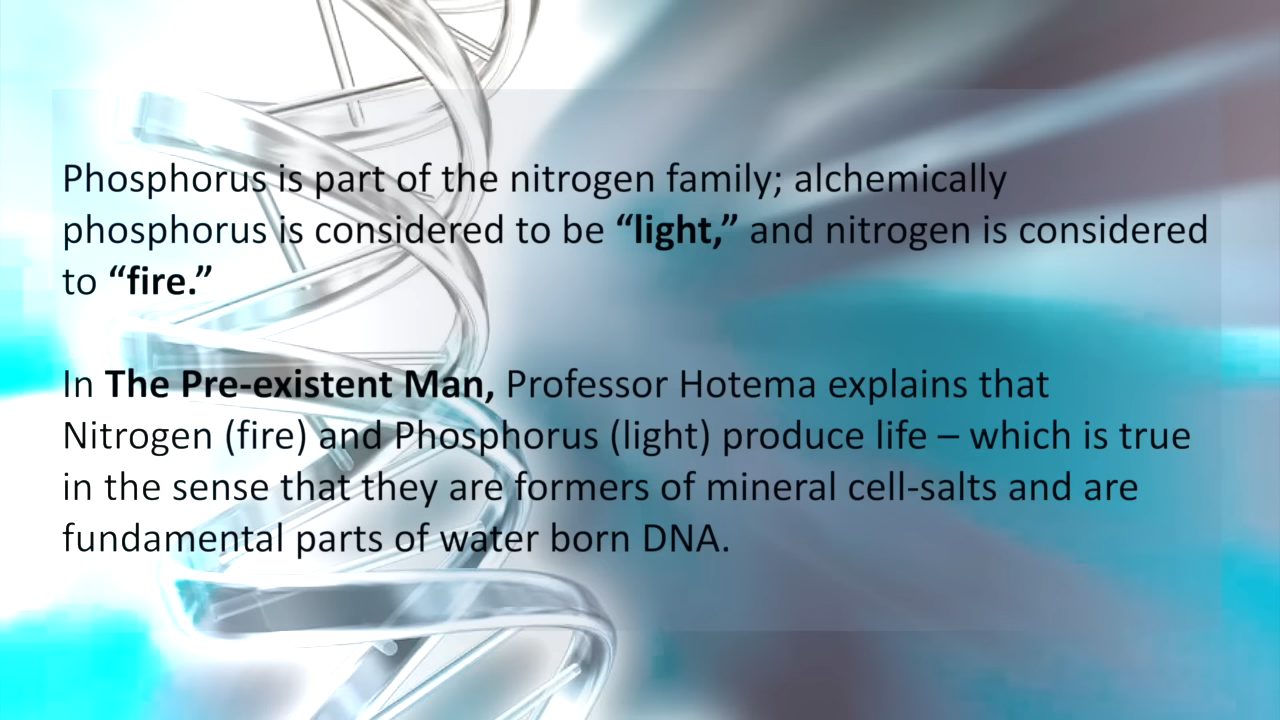 Phosphorus is part of the nitrogen family; alchemically
phosphorus is considered to be “light,” and nitrogen is considered
to “fire.”
In The Pre-existent Man, Professor Hotema explains that
Nitrogen (fire) and Phosphorus (light) produce life – which is true
in the sense that they are formers of mineral cell-salts and are
fundamental parts of water born DNA.